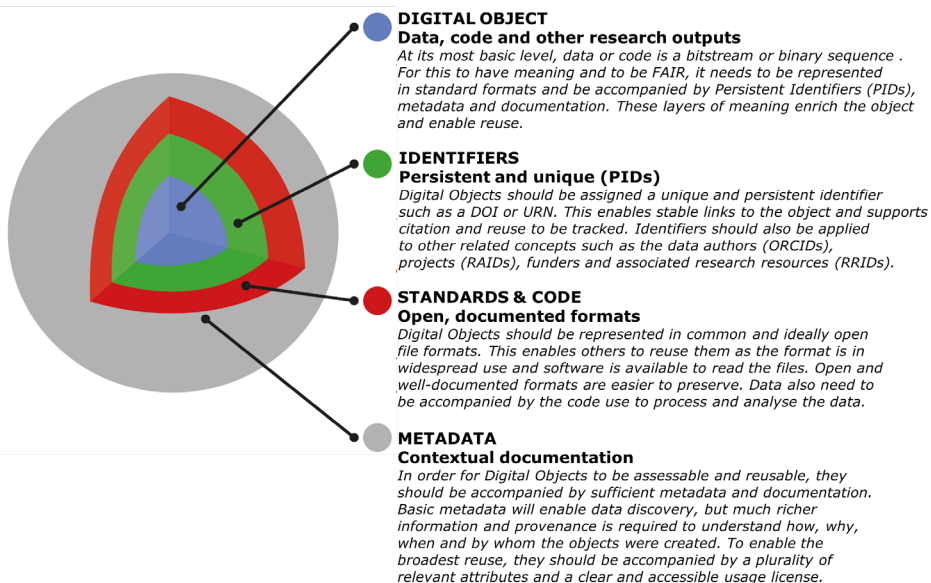 DIGITAL OBJECT
Data, code and other research outputs
At its most basic level, data or code is a bitstream or binary sequence .
For this to have meaning and to be FAIR, it needs to be represented
in standard formats and be accompanied by Persistent Identifiers (PIDs),
metadata and documentation. These layers of meaning enrich the object
and enable reuse.
IDENTIFIERS
Persistent and unique (PIDs)
Digital Objects should be assigned a unique and persistent identifier
such as a DOI or URN. This enables stable links to the object and supports
citation and reuse to be tracked. Identifiers should also be applied
to other related concepts such as the data authors (ORCIDs),
projects (RAIDs), funders and associated research resources (RRIDs).
STANDARDS & CODE
Open, documented formats
Digital Objects should be represented in common and ideally open
file formats. This enables others to reuse them as the format is in
widespread use and software is available to read the files. Open and
well-documented formats are easier to preserve. Data also need to
be accompanied by the code use to process and analyse the data.
METADATA
Contextual documentation
In order for Digital Objects to be assessable and reusable, they
should be accompanied by sufficient metadata and documentation.
Basic metadata will enable data discovery, but much richer
information and provenance is required to understand how, why,
when and by whom the objects were created. To enable the
broadest reuse, they should be accompanied by a plurality of
relevant attributes and a clear and accessible usage license.